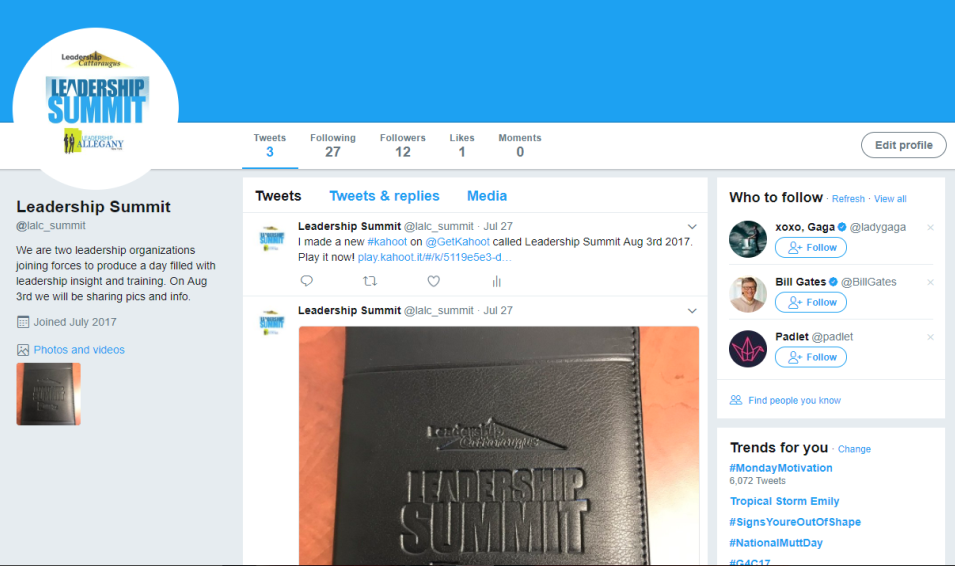 Leadership
Cattaraugus
LEADERSHIP
SUMMIT
LEADERSHIP
ALLEGANY
Tweets
3
Following
27
Followers
12
Likes
1
Moments
0
Edit profile
Leadership Summit
@lalc_summit
We are two leadership organizations
joining forces to produce a day filled with
leadership insight and training. On Aug
3rd we will be sharing pics and info.
Joined July 2017
Photos and videos
LEADERSHIP
SUMMIT
Tweets Tweets & replies Media
Leadership Summit @lalc_summit · Jul 27
I made a new #kahoot on @GetKahoot called Leadership Summit Aug 3rd 2017.
Play it now! play.kahoot.it/#/k/5119e5e3-d…
Leadership Summit @lalc_summit · Jul 27
Leadership
Cattaraugus
LEADERSHIP
SUMMIT
Who to follow · Refresh · View all
xoxo, Gaga @ladygaga
Follow
Bill Gates @BillGates
Follow
Padlet @padlet
Follow
Find people you know
Trends for you · Change
#MondayMotivation
6,072 Tweets
Tropical Storm Emily
#SignsYoureOutOfShape
#NationalMuttDay
#G4C17